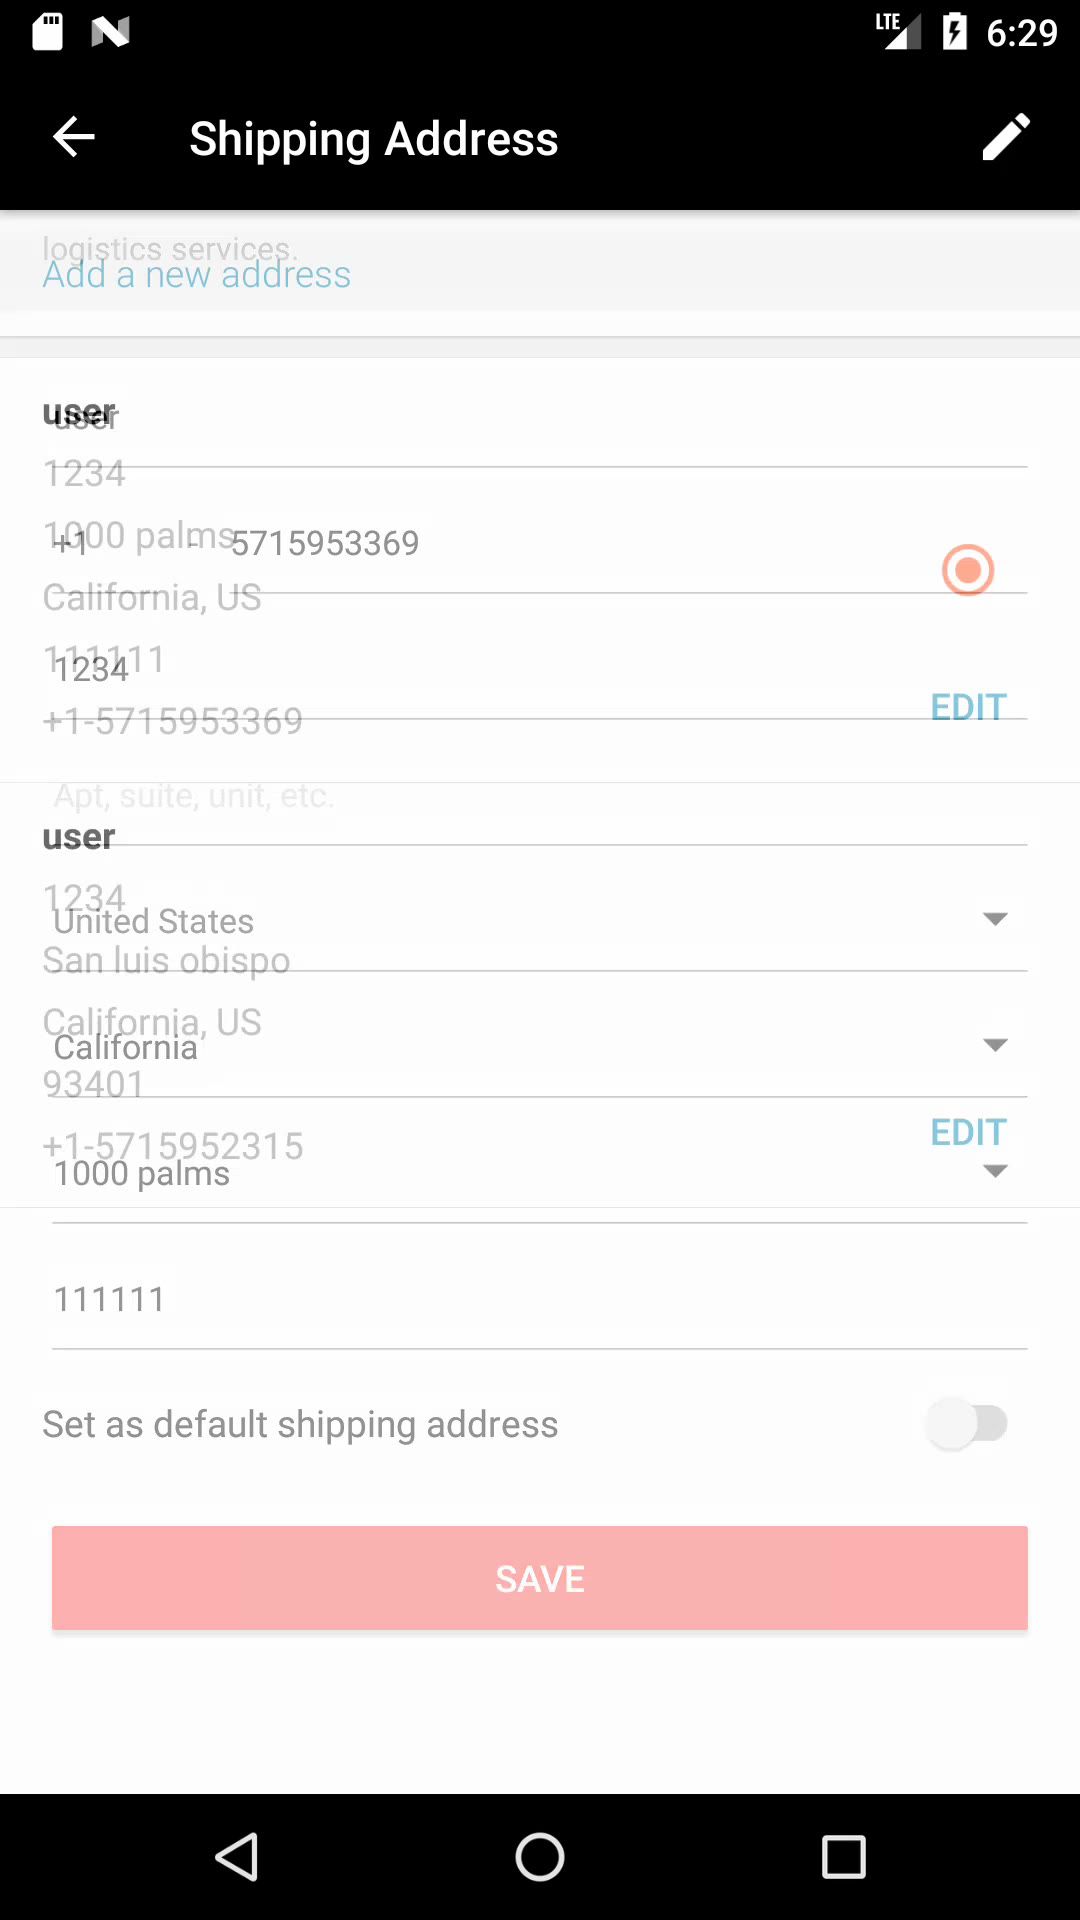 LTE 6:29
Shipping Address
logistics services.
Add a new address
user
user
1234
+1 - 5715953369
1000 palms
California, US
111111
1234
EDIT
+1-5715953369
Apt, suite, unit, etc.
user
1234
United States
San luis obispo
California, US
California
93401
EDIT
+1-5715952315
1000 palms
111111
Set as default shipping address
SAVE